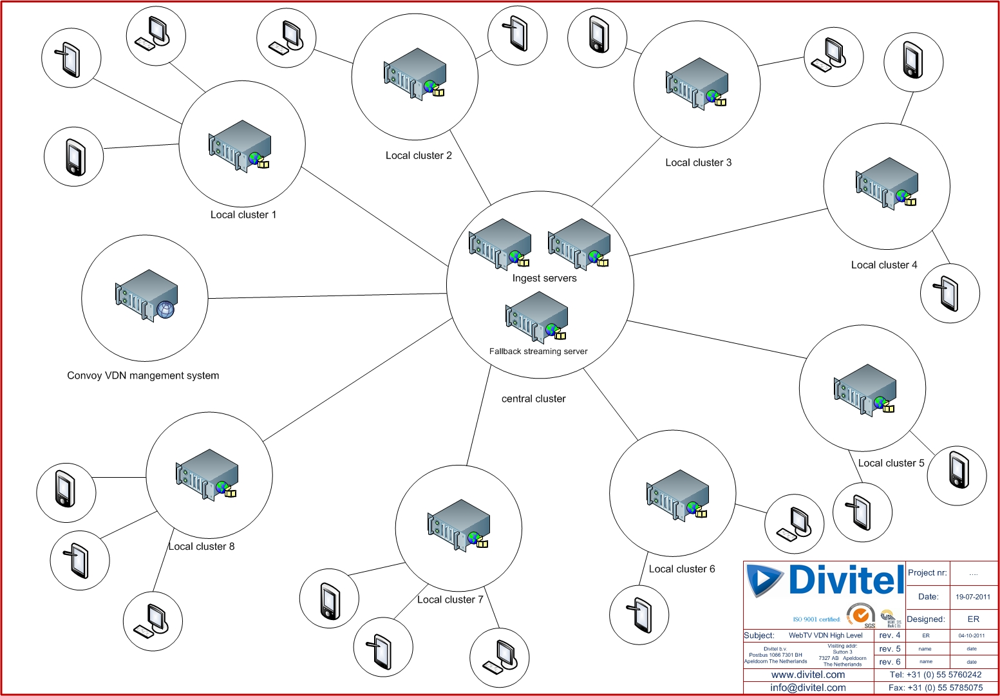 Local cluster 2
Local cluster 3
Local cluster 1
Local cluster 4
Ingest servers
Fallback streaming server
Convoy VDN mangement system
central cluster
Local cluster 5
Local cluster 8
Local cluster 6
Local cluster 7
Divitel
ISO 9001 certified:
SGS
Project nr: ....
Date: 19-07-2011
Designed: ER
Subject: WebTV VDN High Level
rev. 4 ER 04-10-2011
rev. 5 name date
rev. 6 name date
Divitel b.v.
Postbus 1066 7301 BH
Apeldoorn The Netherlands
Visiting addr:
Sutton 3
7327 AB Apeldoorn
The Netherlands
www.divitel.com
Tel: +31 (0) 55 5760242
info@divitel.com
Fax: +31 (0) 55 5785075